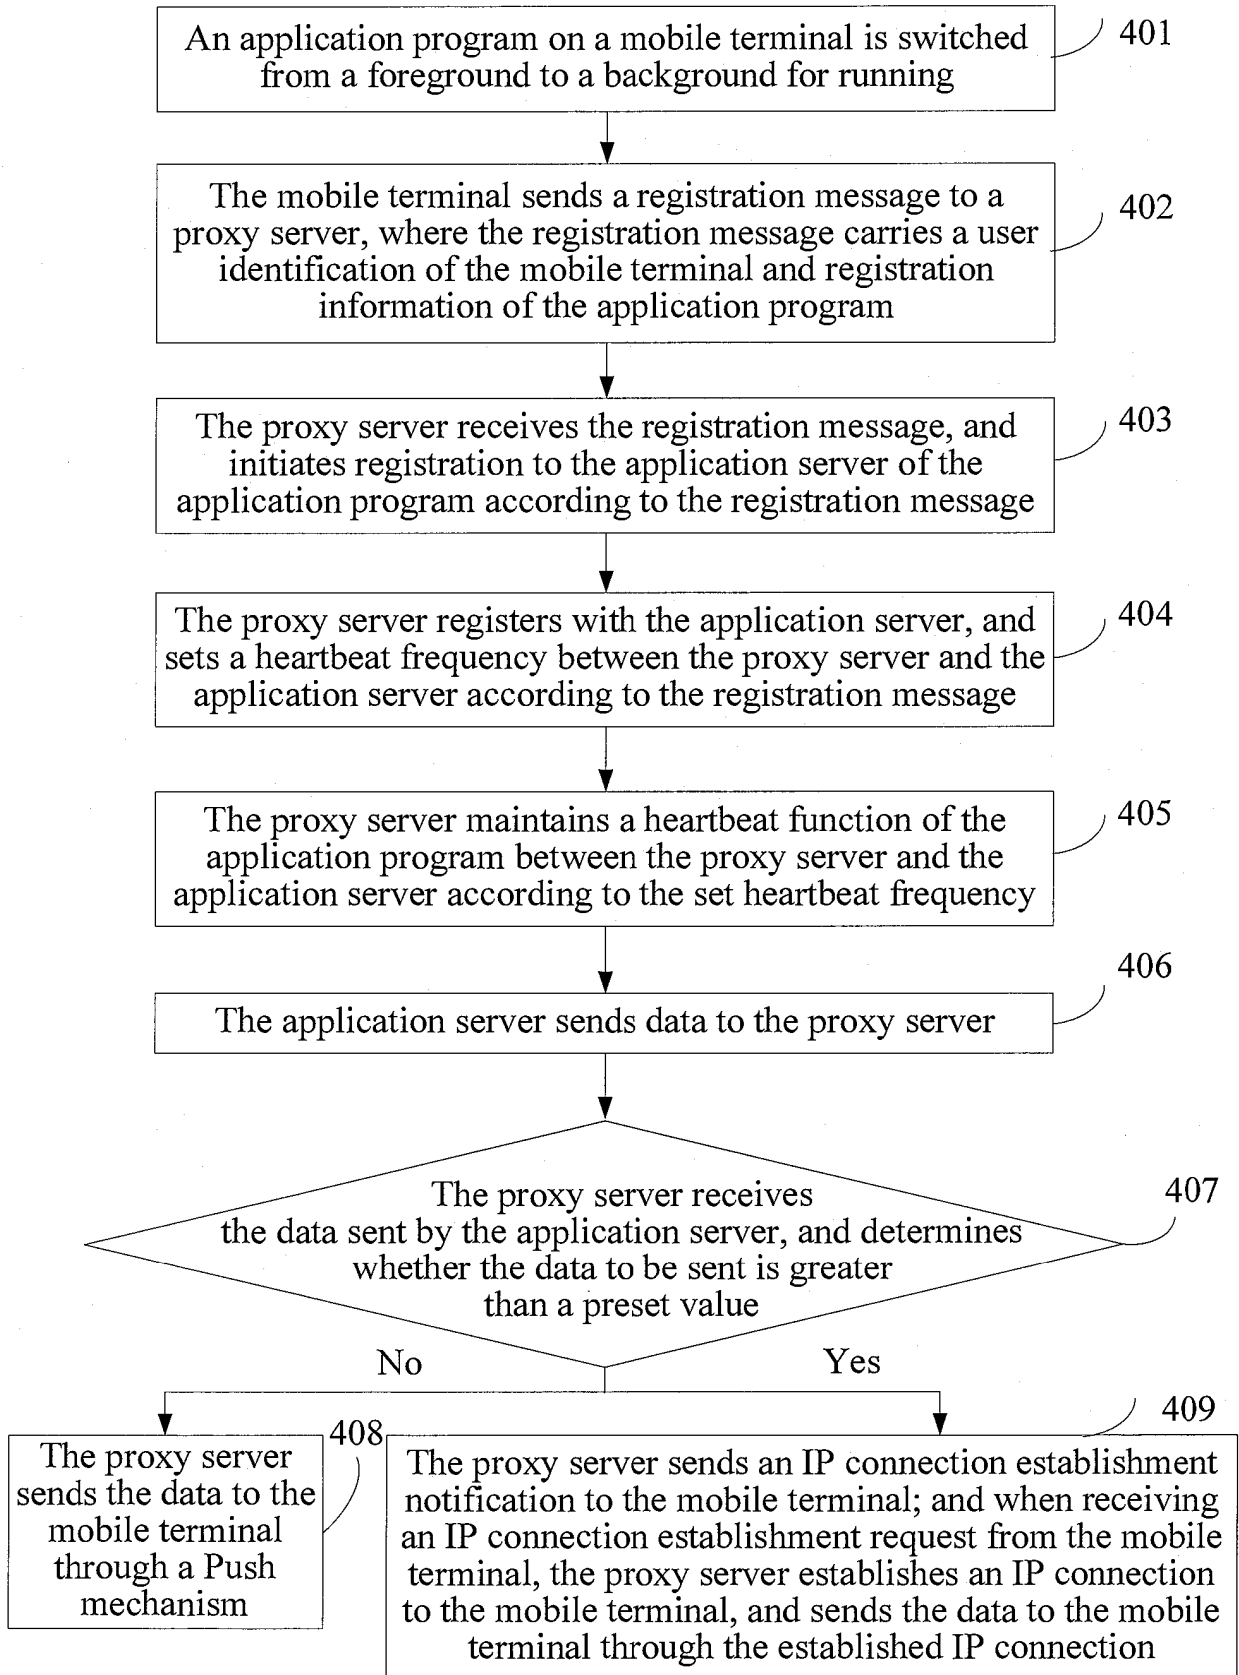 An application program on a mobile terminal is switched
from a foreground to a background for running
401
The mobile terminal sends a registration message to a
proxy server, where the registration message carries a user
identification of the mobile terminal and registration
information of the application program
402
The proxy server receives the registration message, and
initiates registration to the application server of the
application program according to the registration message
403
The proxy server registers with the application server, and
sets a heartbeat frequency between the proxy server and the
application server according to the registration message
404
The proxy server maintains a heartbeat function of the
application program between the proxy server and the
application server according to the set heartbeat frequency
405
The application server sends data to the proxy server
406
The proxy server receives
the data sent by the application server, and determines
whether the data to be sent is greater
than a preset value
407
No
Yes
The proxy server
sends the data to the
mobile terminal
through a Push
mechanism
408
The proxy server sends an IP connection establishment
notification to the mobile terminal; and when receiving
an IP connection establishment request from the mobile
terminal, the proxy server establishes an IP connection
to the mobile terminal, and sends the data to the mobile
terminal through the established IP connection
409